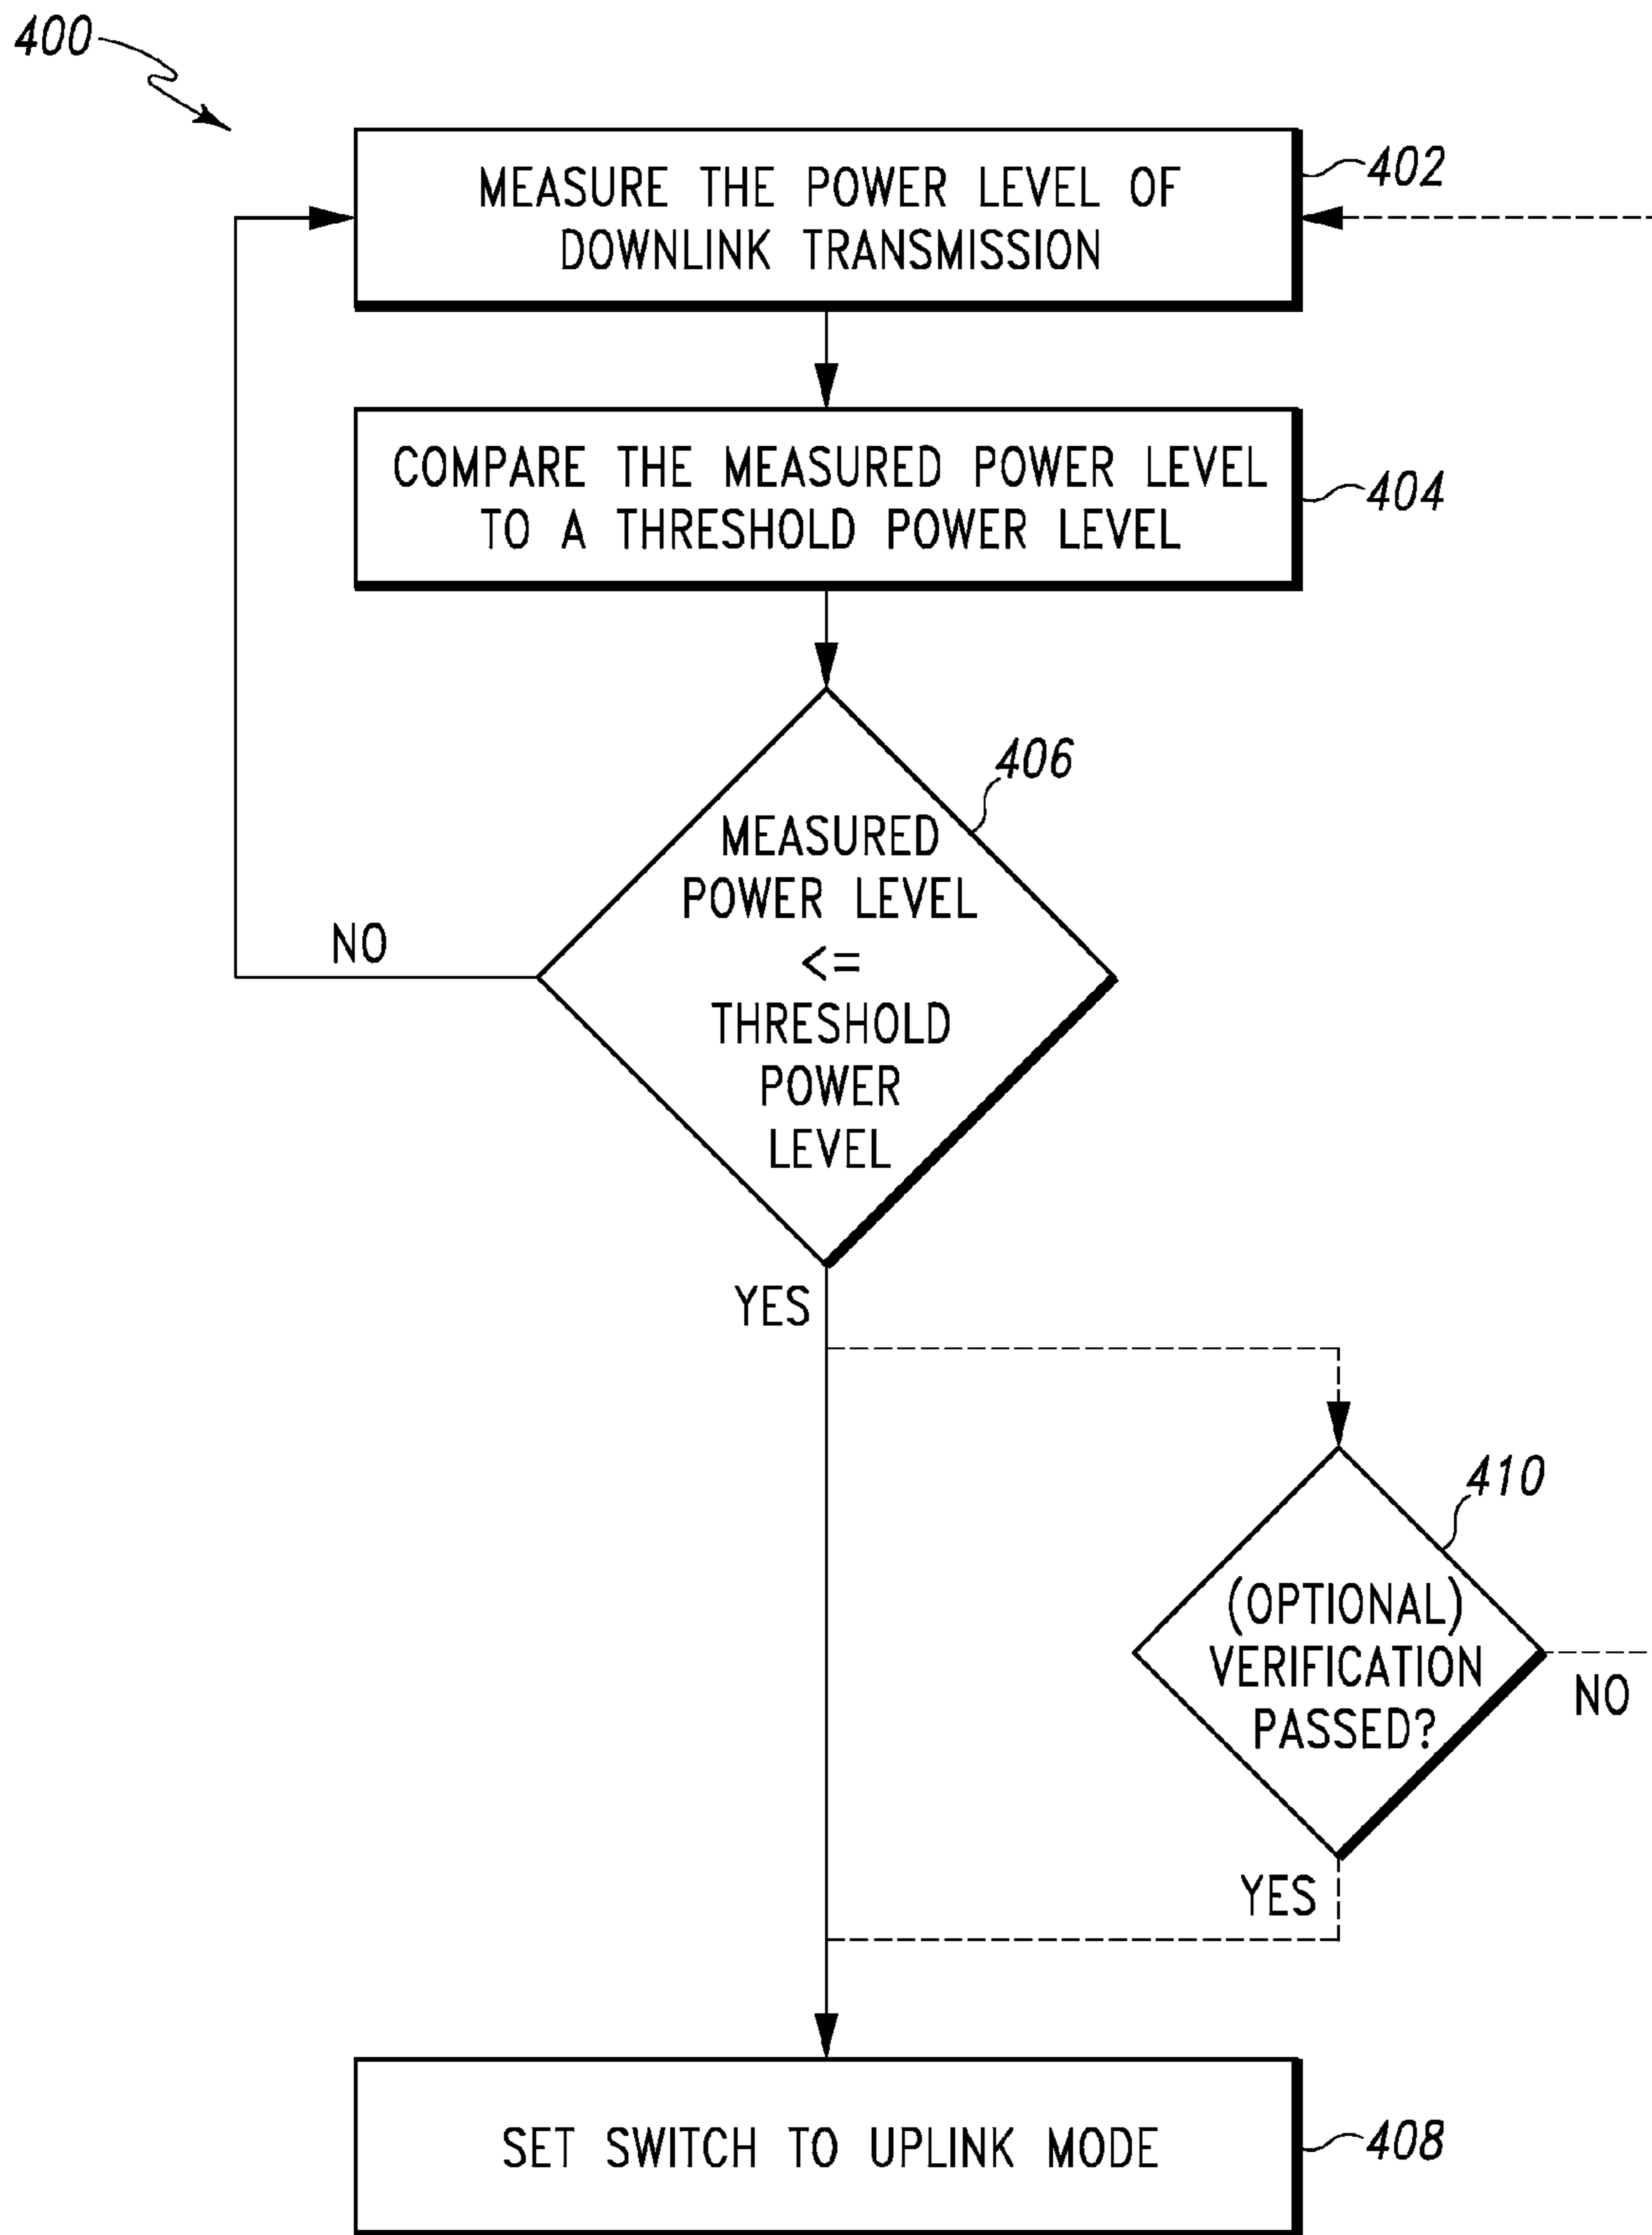 400
MEASURE THE POWER LEVEL OF
DOWNLINK TRANSMISSION
402
COMPARE THE MEASURED POWER LEVEL
TO A THRESHOLD POWER LEVEL
404
406
MEASURED
POWER LEVEL
<=
THRESHOLD
POWER
LEVEL
NO
YES
410
(OPTIONAL)
VERIFICATION
PASSED?
NO
YES
SET SWITCH TO UPLINK MODE
408